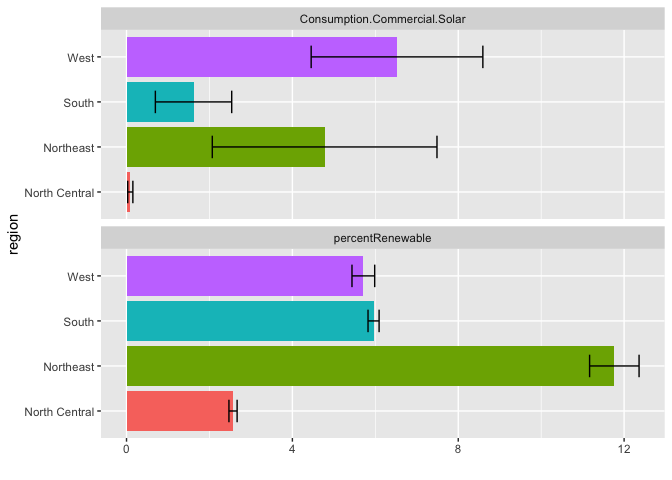 Consumption.Commercial.Solar
West
South
Northeast
North Central
region
percentRenewable
West
South
Northeast
North Central
0 4 8 12